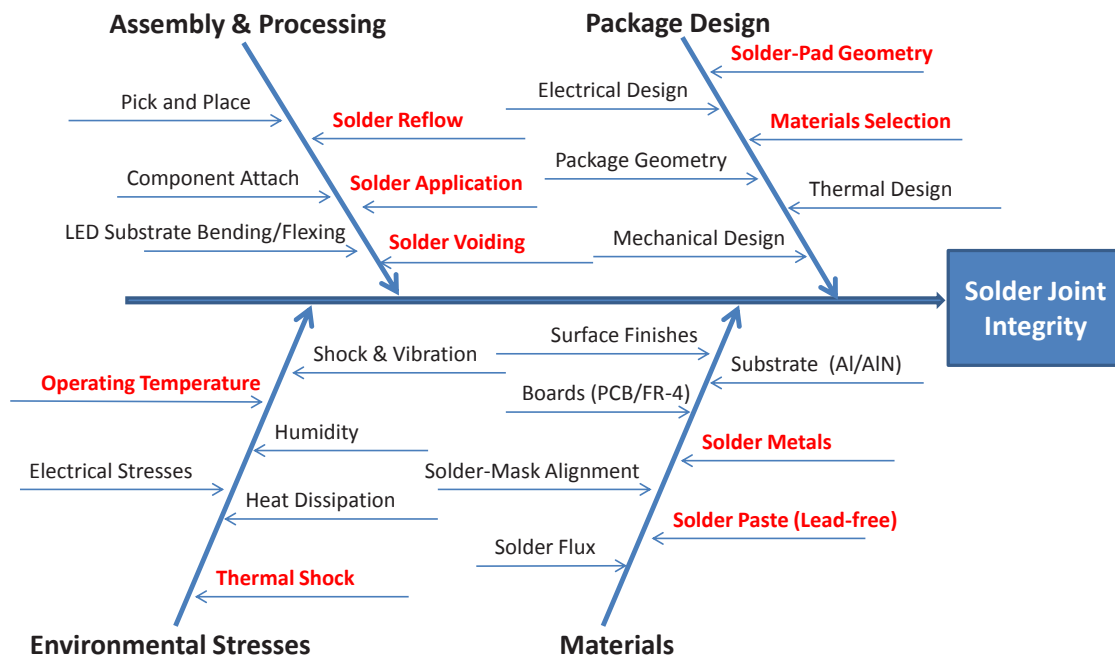 Assembly & Processing
Package Design
Solder-Pad Geometry
Electrical Design
Pick and Place
Solder Reflow
Materials Selection
Package Geometry
Component Attach
Solder Application
Thermal Design
LED Substrate Bending/Flexing
Solder Voiding
Mechanical Design
Solder Joint
Integrity
Surface Finishes
Shock & Vibration
Substrate (Al/AlN)
Operating Temperature
Boards (PCB/FR-4)
Humidity
Solder Metals
Electrical Stresses
Solder-Mask Alignment
Heat Dissipation
Solder Paste (Lead-free)
Solder Flux
Thermal Shock
Environmental Stresses
Materials